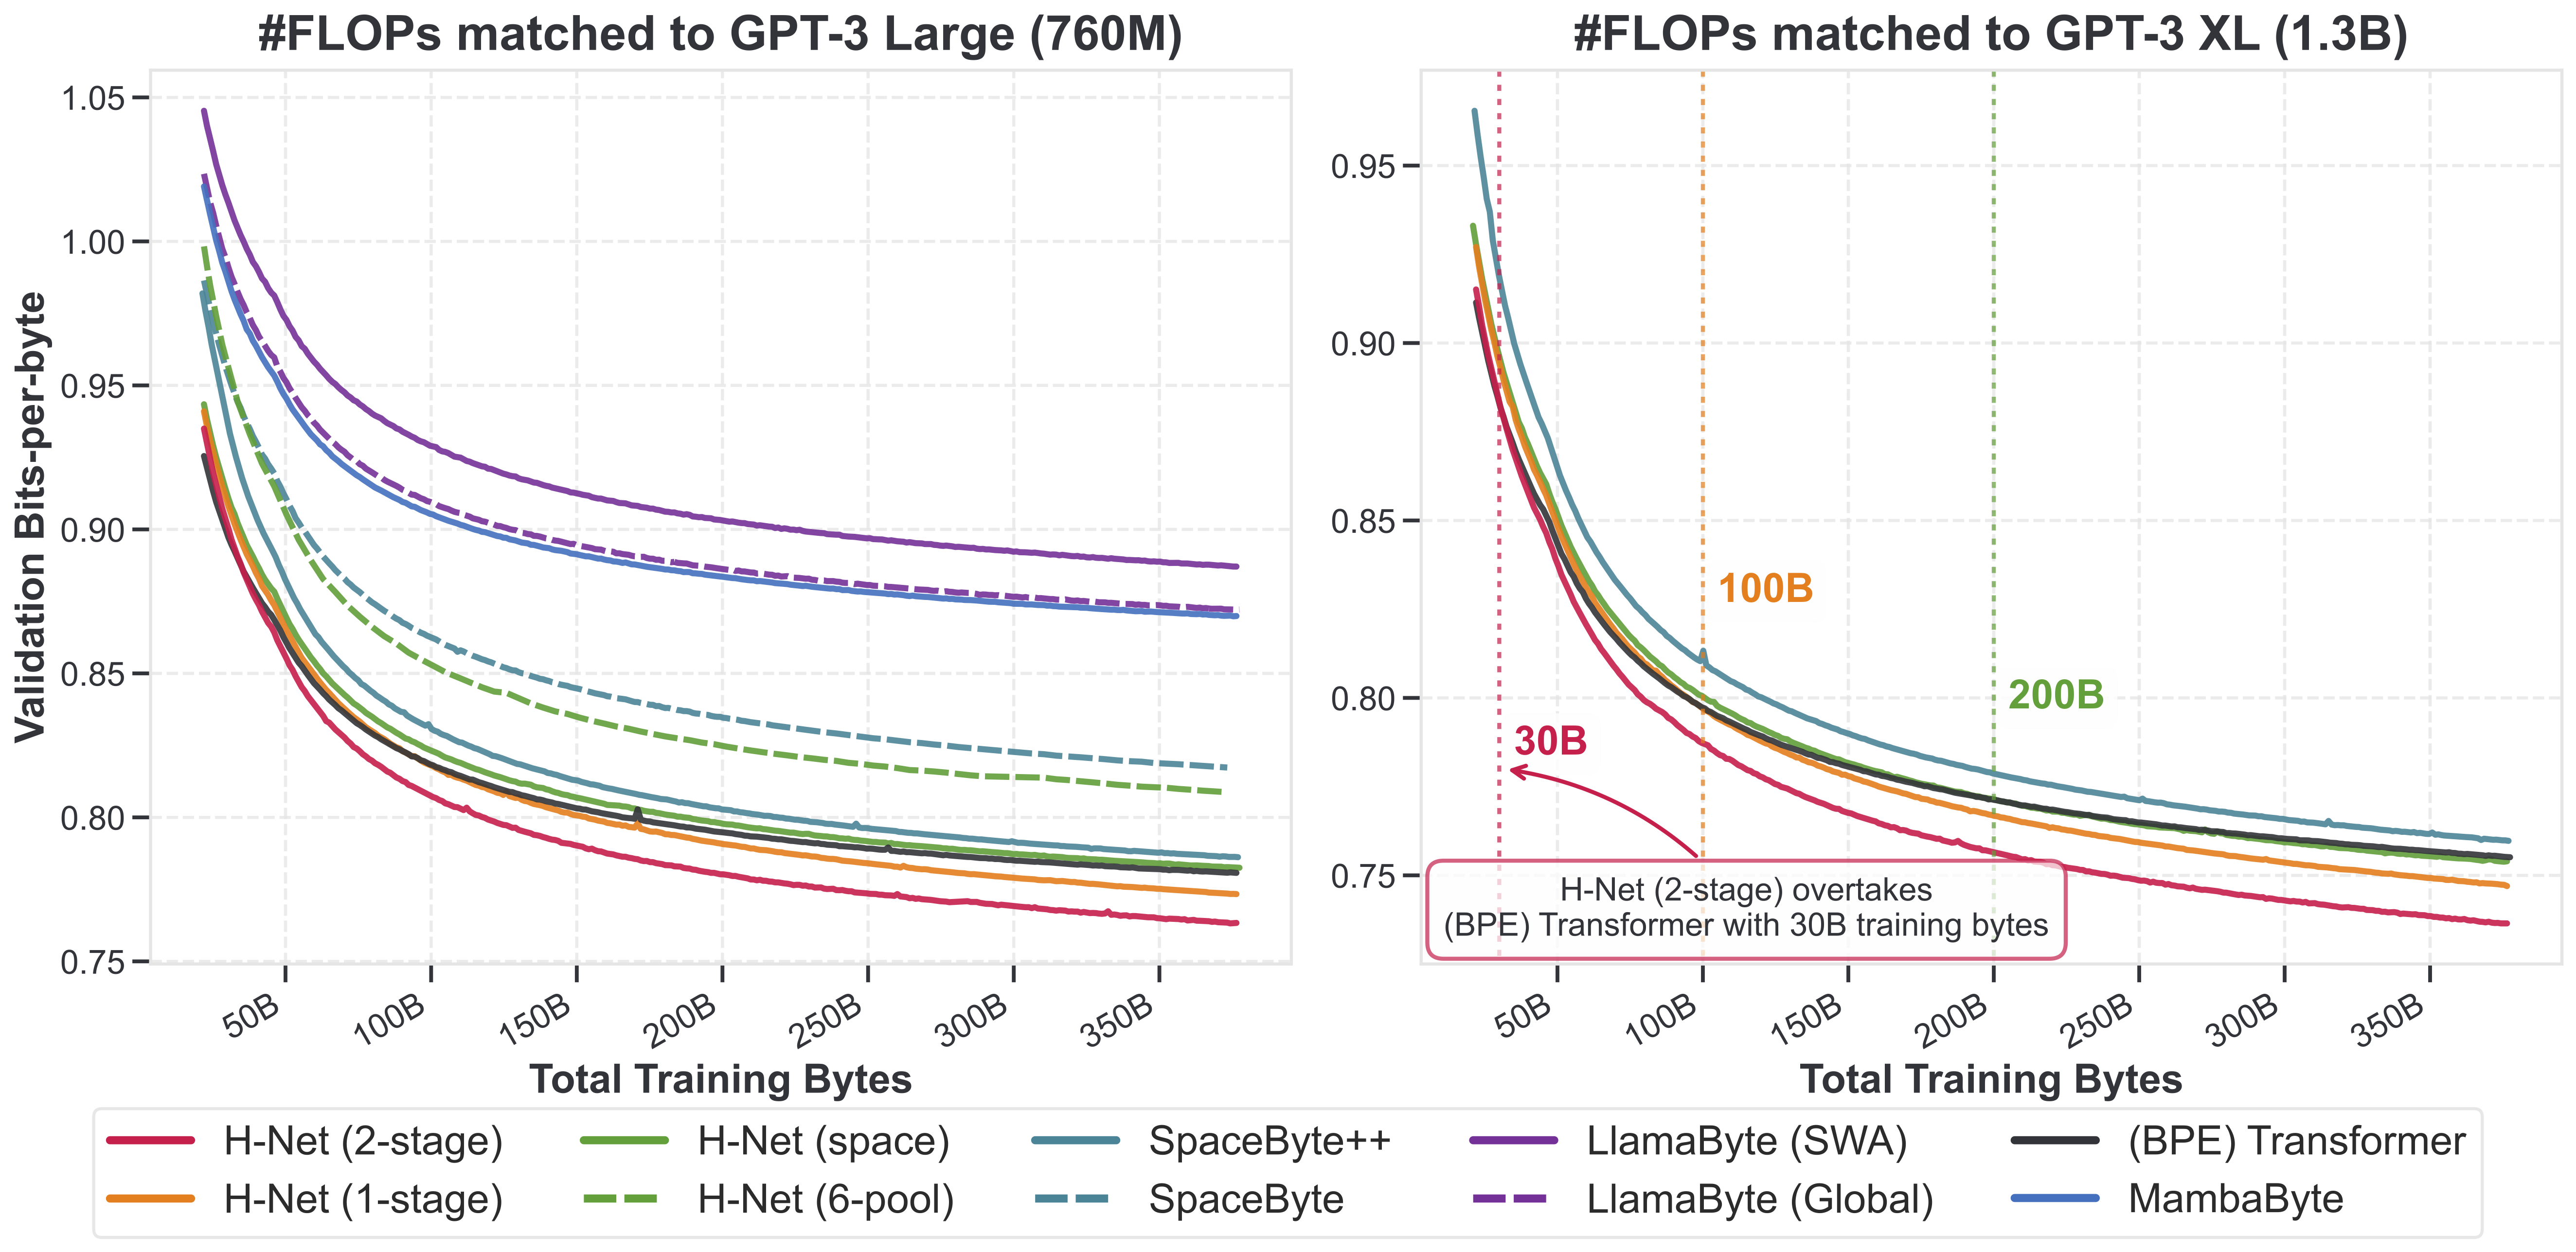 #FLOPs matched to GPT-3 Large (760M)
Validation Bits-per-byte
1.05
1.00
0.95
0.90
0.85
0.80
0.75
50B
100B
150B
200B
250B
300B
350B
Total Training Bytes
#FLOPs matched to GPT-3 XL (1.3B)
0.95
0.90
0.85
0.80
0.75
100B
200B
30B
H-Net (2-stage) overtakes
(BPE) Transformer with 30B training bytes
50B
100B
150B
200B
250B
300B
350B
Total Training Bytes
H-Net (2-stage)
H-Net (space)
SpaceByte++
LlamaByte (SWA)
(BPE) Transformer
H-Net (1-stage)
H-Net (6-pool)
SpaceByte
LlamaByte (Global)
MambaByte